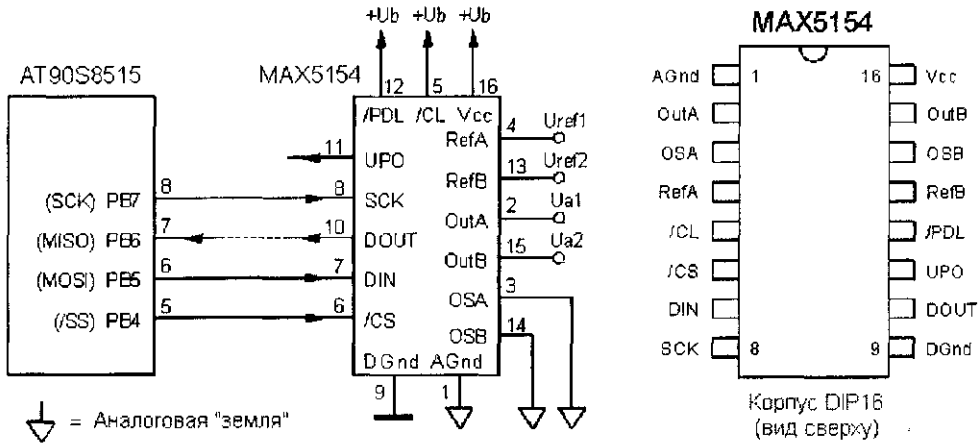 +Ub +Ub +Ub
AT90S8515
MAX5154
12 5 16
/PDL /CL Vcc
RefA 4 Uref1
11 UPO
RefB 13 Uref2
(SCK) PB7 8 8 SCK
OutA 2 Ua1
(MISO) PB6 7 10 DOUT
OutB 15 Ua2
(MOSI) PB5 6 7 DIN
OSA 3
(/SS) PB4 5 6 /CS
OSB 14
DGnd AGnd
9 1
= Аналоговая "земля"
MAX5154
AGnd 1 16 Vcc
OutA OutB
OSA OSB
RefA RefB
/CL /PDL
/CS UPO
DIN DOUT
SCK 8 9 DGnd
Корпус DIP16
(вид сверху)